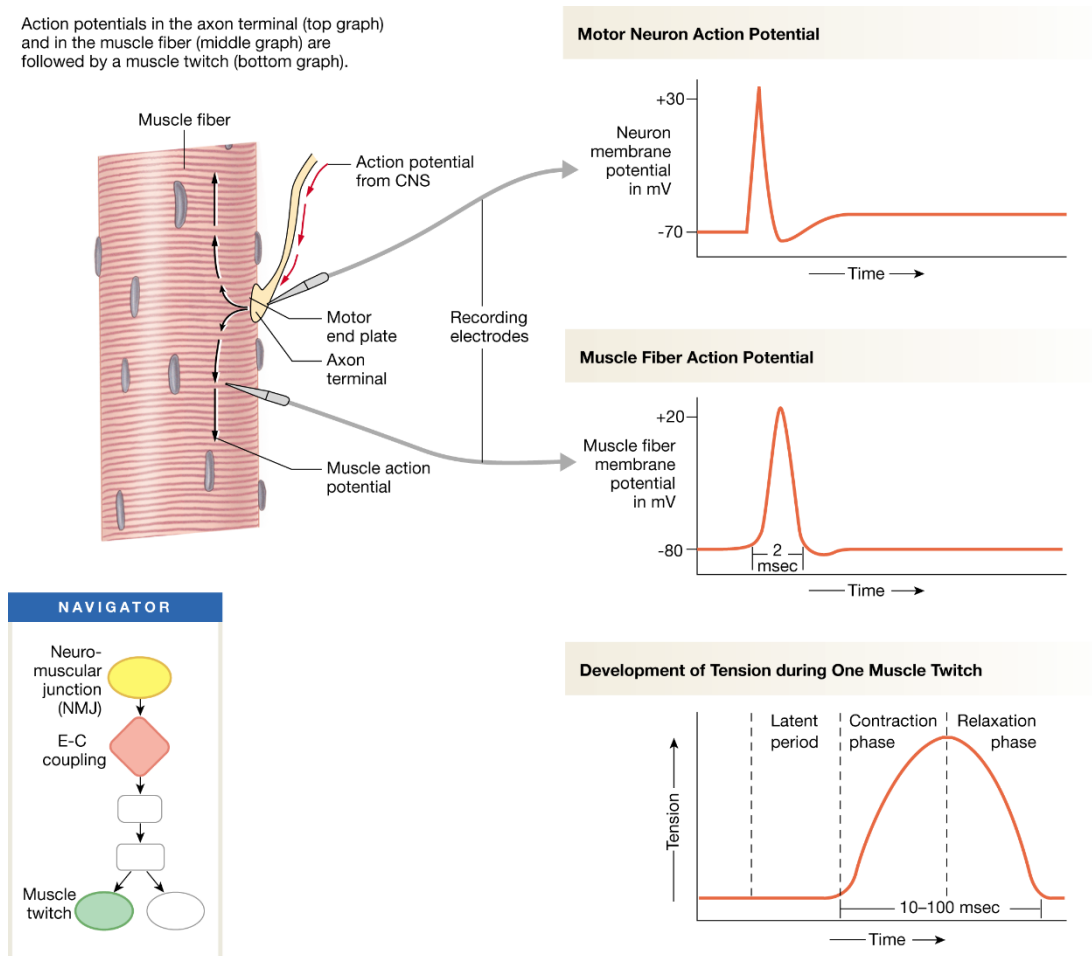 Action potentials in the axon terminal (top graph)
and in the muscle fiber (middle graph) are
followed by a muscle twitch (bottom graph).
Muscle fiber
Action potential
from CNS
Motor
end plate
Axon
terminal
Recording
electrodes
Muscle action
potential
Motor Neuron Action Potential
+30
Neuron
membrane
potential
in mV
-70
Time
Muscle Fiber Action Potential
+20
Muscle fiber
membrane
potential
in mV
-80
2
msec
Time
NAVIGATOR
Neuro-
muscular
junction
(NMJ)
E-C
coupling
Muscle
twitch
Development of Tension during One Muscle Twitch
Latent
period
Contraction
phase
Relaxation
phase
Tension
10–100 msec
Time